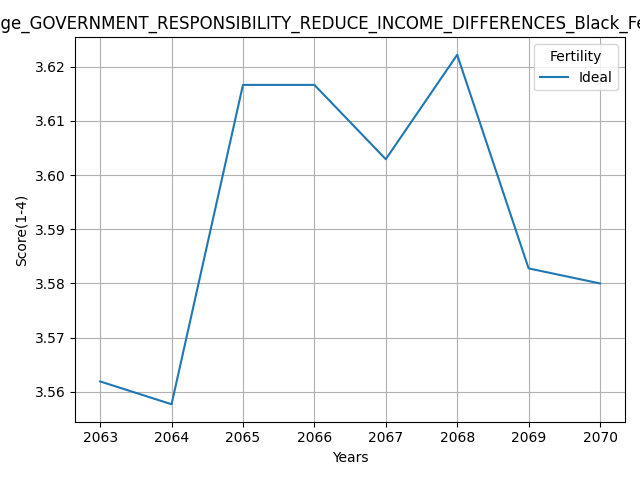 ge_GOVERNMENT_RESPONSIBILITY_REDUCE_INCOME_DIFFERENCES_Black_Fe
Fertility
Ideal
Score(1-4)
3.62
3.61
3.60
3.59
3.58
3.57
3.56
2063 2064 2065 2066 2067 2068 2069 2070
Years